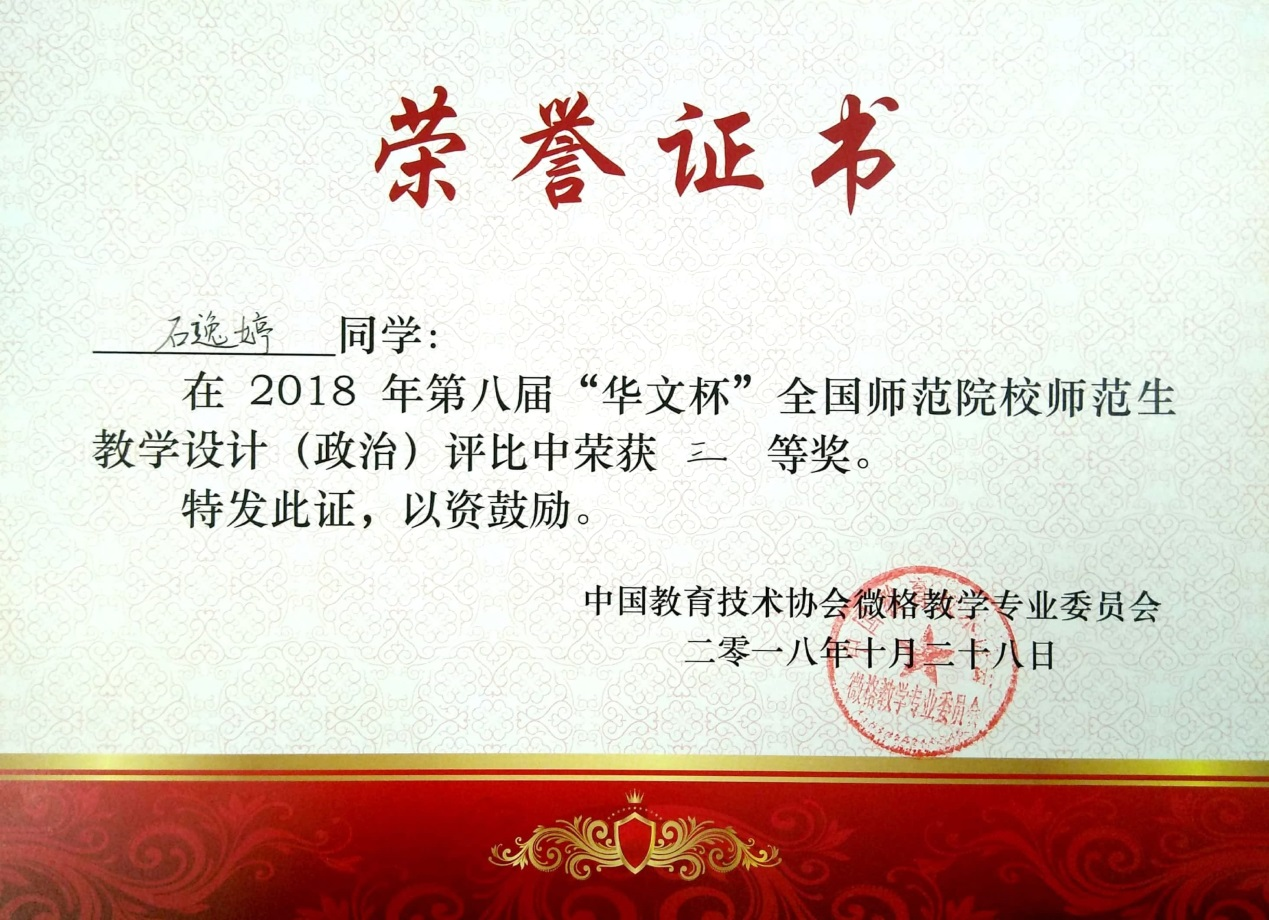 荣誉证书
石逸婷 同学：
在 2018 年第八届“华文�”全国师范院校师范生
教学设计（政治）评比中荣获 三 等奖。
特发此证，以资鼓励。
中国教育技术协会微格教学专业委员会
二零一八年十月二十八日
微格教学专业委员会